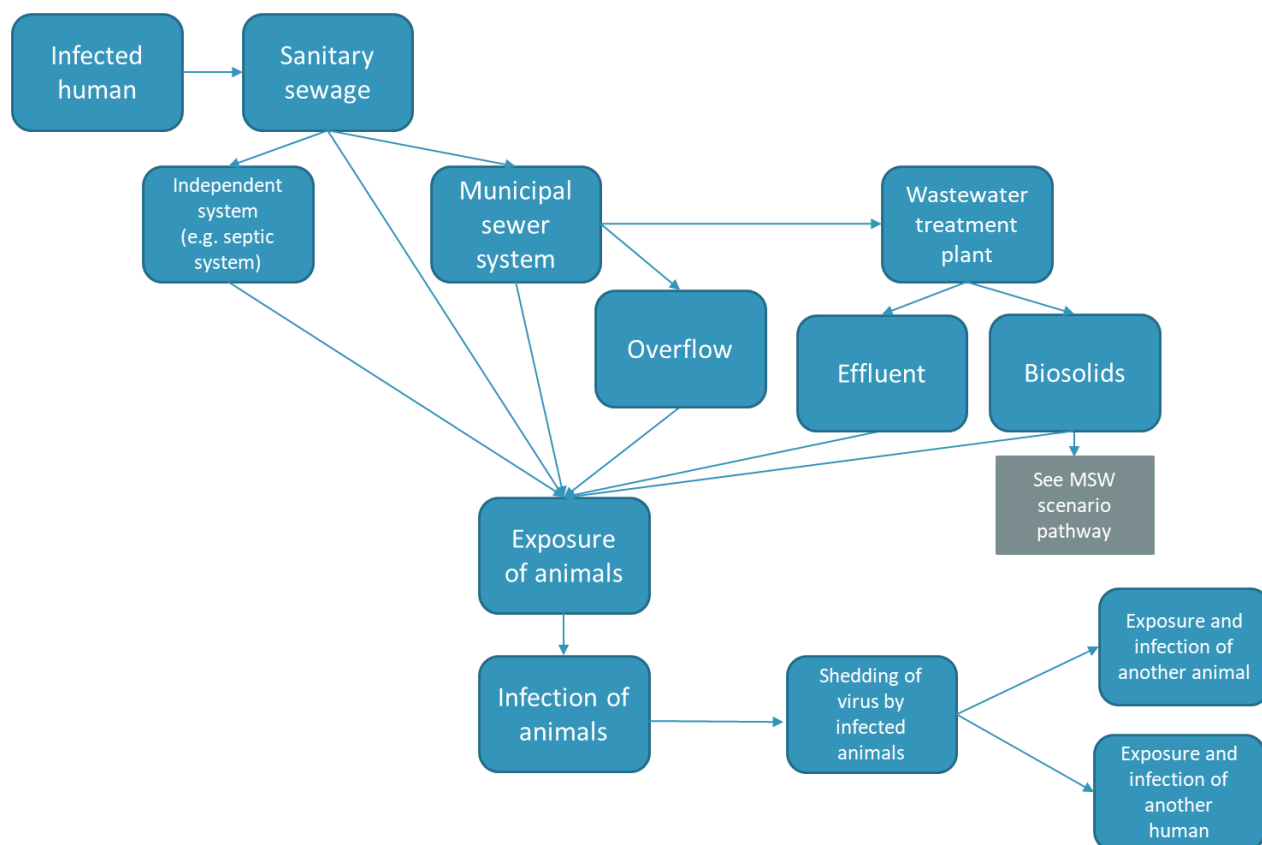 Infected
human
Sanitary
sewage
Independent
system
(e.g. septic
system)
Municipal
sewer
system
Wastewater
treatment
plant
Overflow
Effluent
Biosolids
See MSW
scenario
pathway
Exposure
of animals
Infection of
animals
Shedding of
virus by
infected
animals
Exposure and
infection of
another animal
Exposure and
infection of
another
human